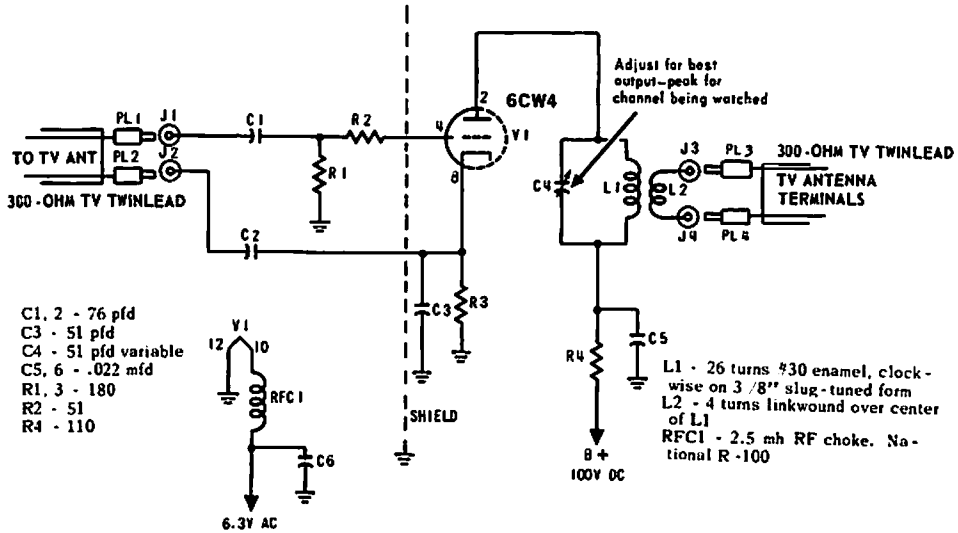 2
6CW4
Adjust for best
output-peak for
channel being watched
PL1
J1
C1
R2
4
V1
TO TV ANT
PL2
J2
R1
8
C4
L1
L2
J3
PL3
300-OHM TV TWINLEAD
TV ANTENNA
TERMINALS
J4
PL4
300-OHM TV TWINLEAD
C2
C3
R3
C1, 2 - 76 pfd
C3 - 51 pfd
C4 - 51 pfd variable
C5, 6 - .022 mfd
R1, 3 - 180
R2 - 51
R4 - 110
V1
12
10
RFC1
C6
6.3V AC
SHIELD
R4
C5
B+
100V DC
L1 - 26 turns #30 enamel, clock-
wise on 3/8" slug-tuned form
L2 - 4 turns linkwound over center
of L1
RFC1 - 2.5 mh RF choke. Na-
tional R-100